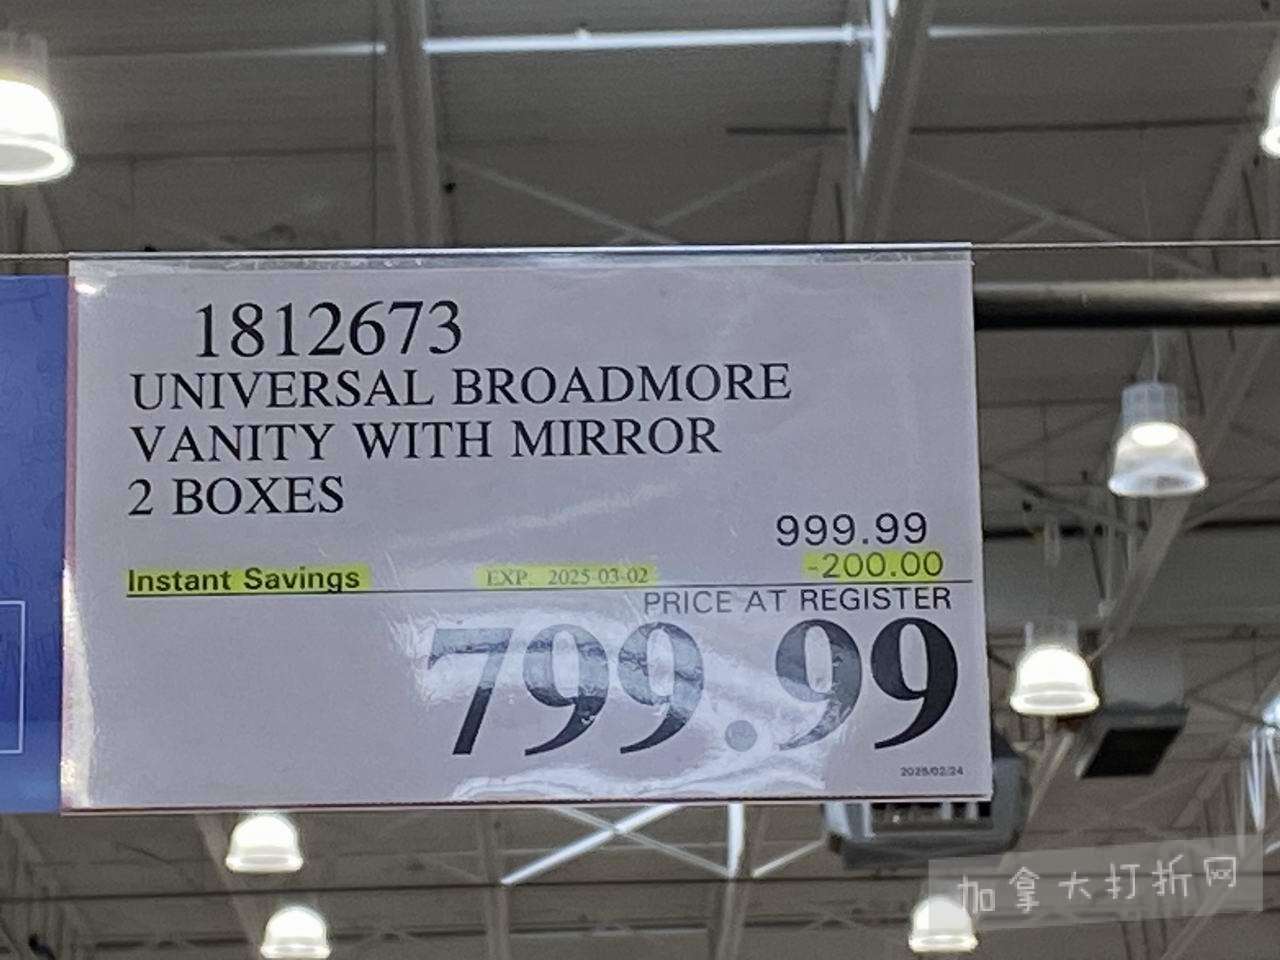 1812673
UNIVERSAL BROADMORE
VANITY WITH MIRROR
2 BOXES
999.99
Instant Savings EXP. 2025-03-02 -200.00
PRICE AT REGISTER
799.99
2025/02/24
加拿大打折网